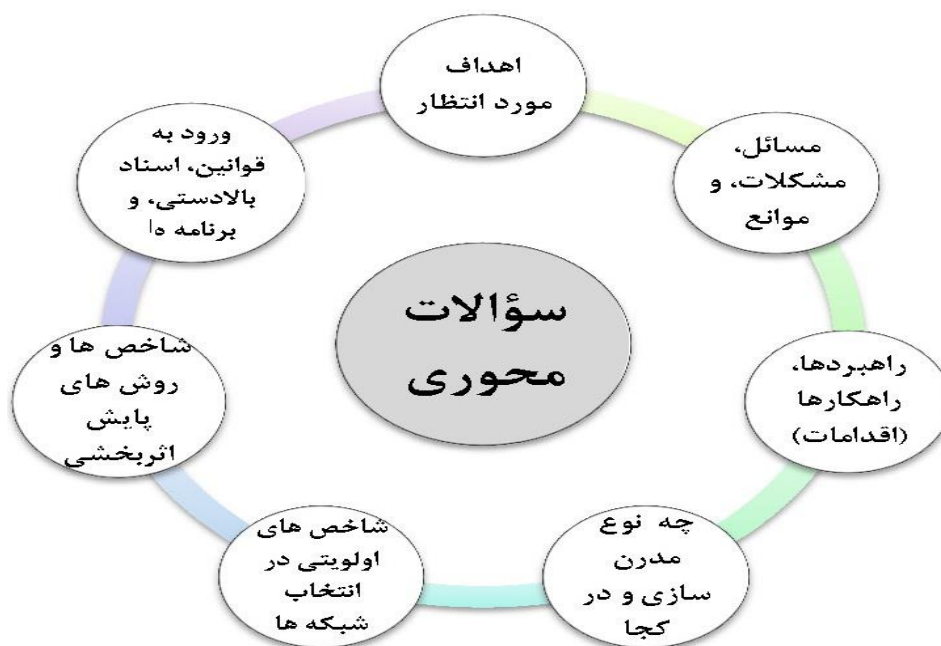 اهداف
مورد انتظار
مسائل،
مشکلات، و
موانع
راهبردها،
راهکارها
(اقدامات)
چه نوع
مدرن
سازی و در
کجا
شاخص های
اولویتی در
انتخاب
شبکه ها
شاخص ها و
روش های
پایش
اثربخشی
ورود به
قوانین، اسناد
بالادستی، و
برنامه ها
سؤالات
محوری